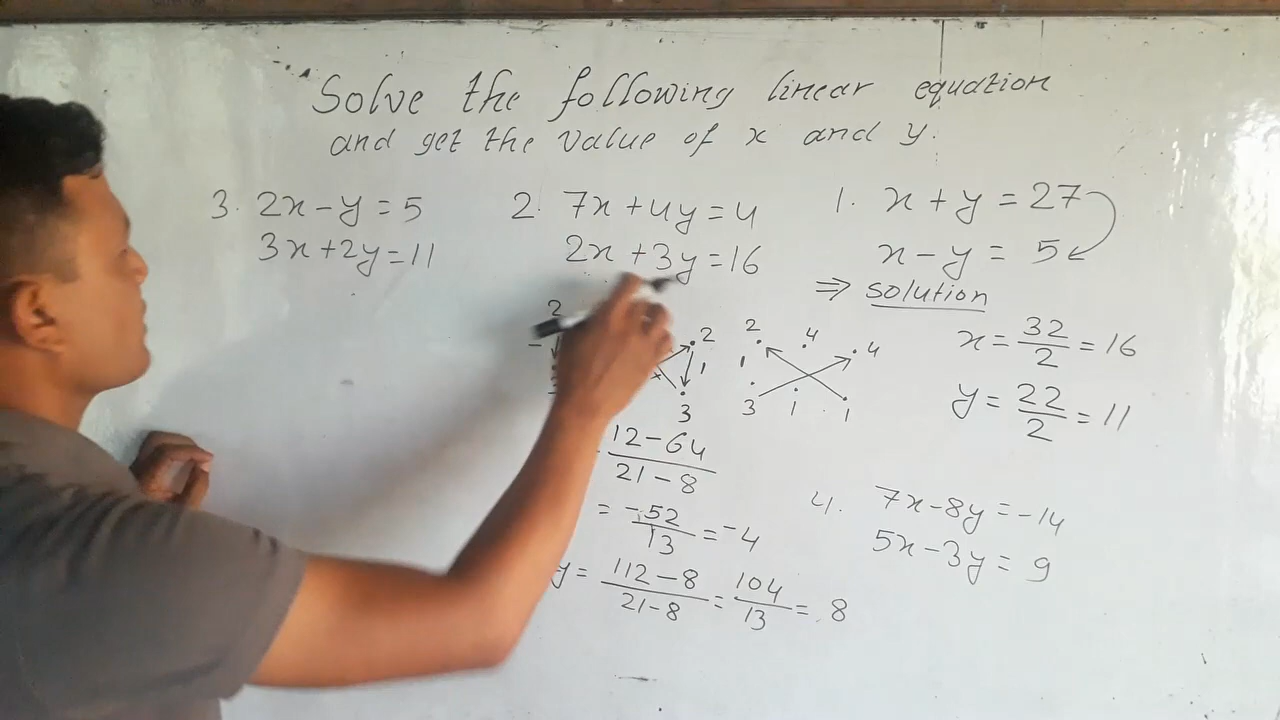 Solve the following linear equation
and get the value of x and y.
3. 2x-y=5
3x+2y=11
2. 7x+4y=4
2x+3y=16
1. x+y=27
x-y=5
⇒ solution
x=32/2=16
y=22/2=11
2
2
1
3
2 4 4
1
3 1 1
12-64/21-8
=-52/13=-4
y=112-8/21-8=104/13=8
4. 7x-8y=-14
5x-3y=9